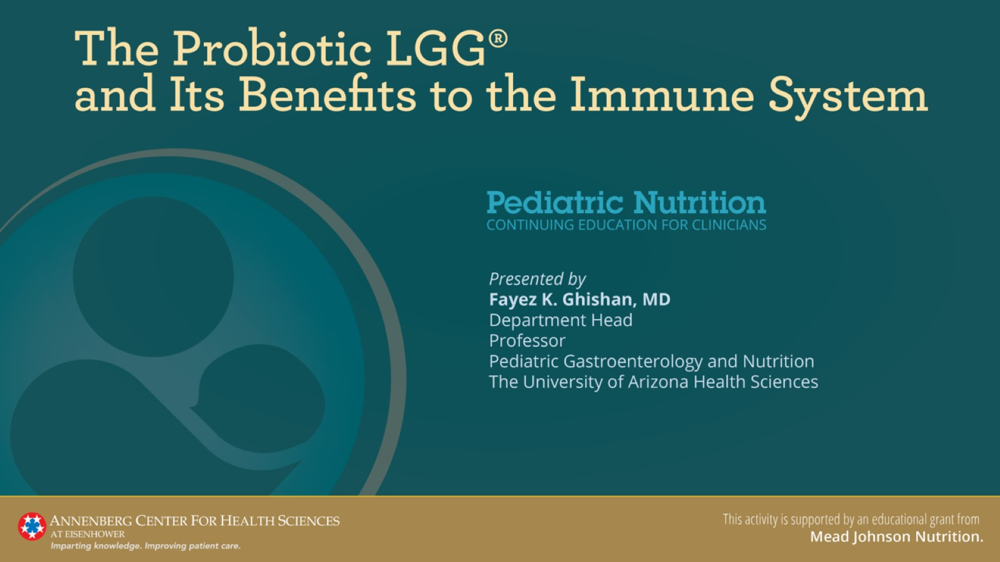 The Probiotic LGG®
and Its Benefits to the Immune System
Pediatric Nutrition
CONTINUING EDUCATION FOR CLINICIANS
Presented by
Fayez K. Ghishan, MD
Department Head
Professor
Pediatric Gastroenterology and Nutrition
The University of Arizona Health Sciences
ANNENBERG CENTER FOR HEALTH SCIENCES
AT EISENHOWER
Imparting knowledge. Improving patient care.
This activity is supported by an educational grant from
Mead Johnson Nutrition.